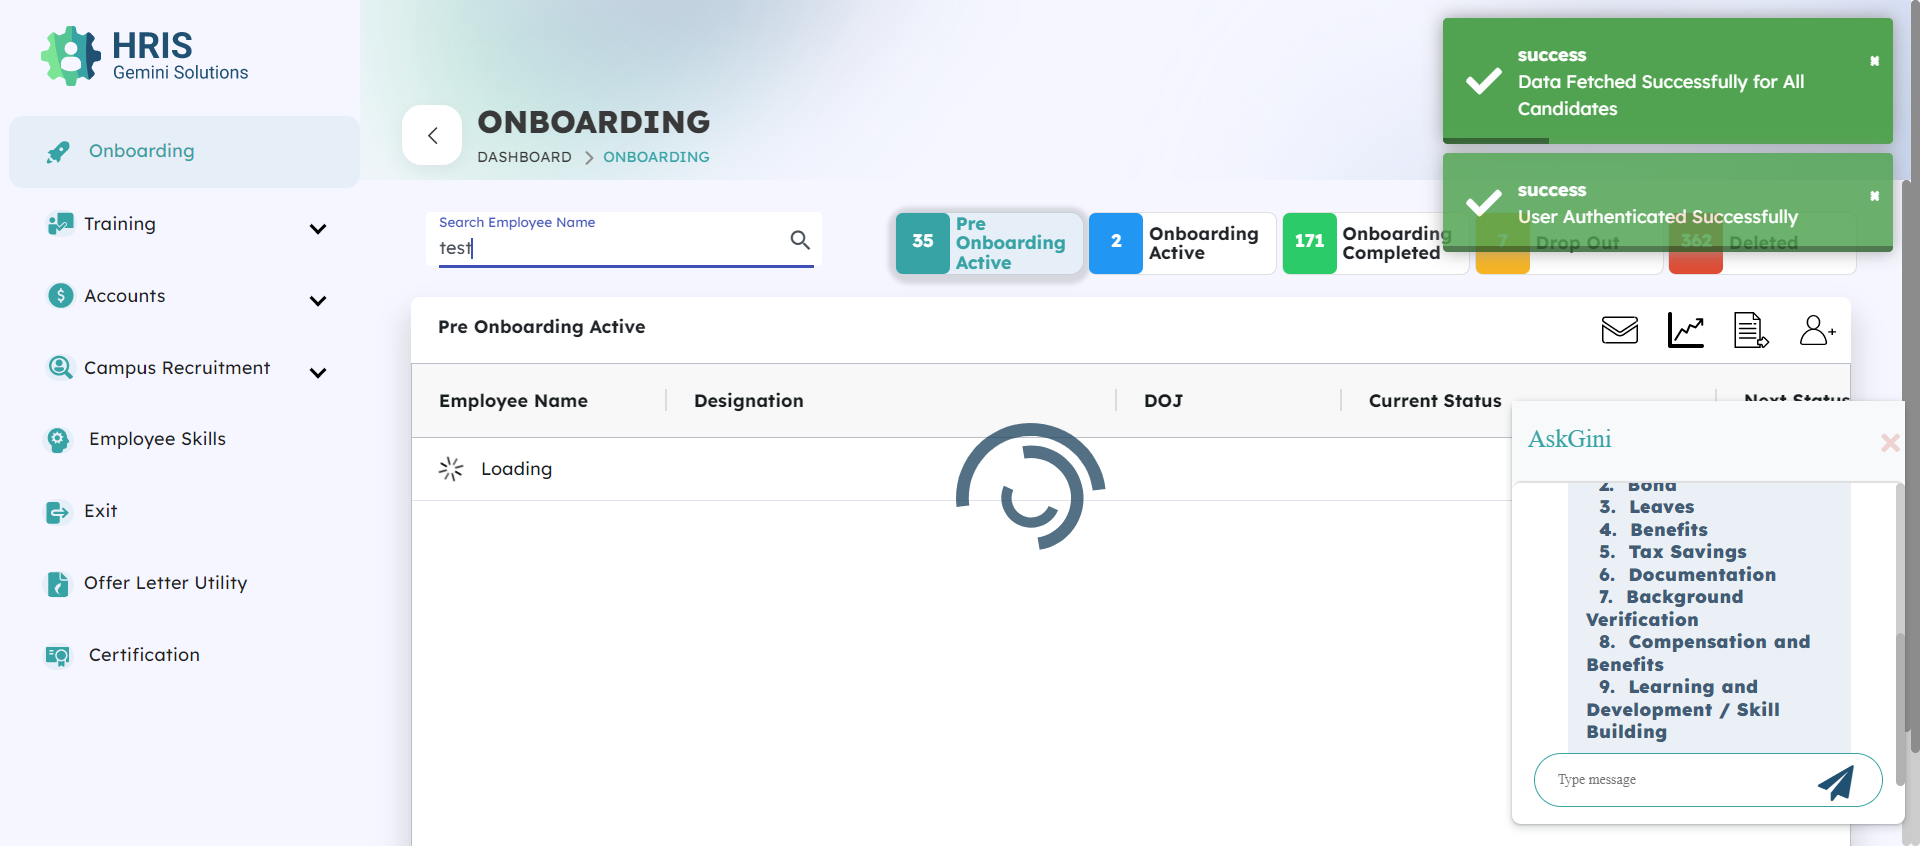 HRIS
Gemini Solutions
Onboarding
Training
Accounts
Campus Recruitment
Employee Skills
Exit
Offer Letter Utility
Certification
ONBOARDING
DASHBOARD
ONBOARDING
Search Employee Name
test
35
Pre
Onboarding
Active
2
Onboarding
Active
171
Onboarding
Completed
7
Drop Out
362
Deleted
success
Data Fetched Successfully for All
Candidates
success
User Authenticated Successfully
Pre Onboarding Active
Employee Name
Designation
DOJ
Current Status
Next Status
Loading
AskGini
2. Bond
3. Leaves
4. Benefits
5. Tax Savings
6. Documentation
7. Background
Verification
8. Compensation and
Benefits
9. Learning and
Development / Skill
Building
Type message